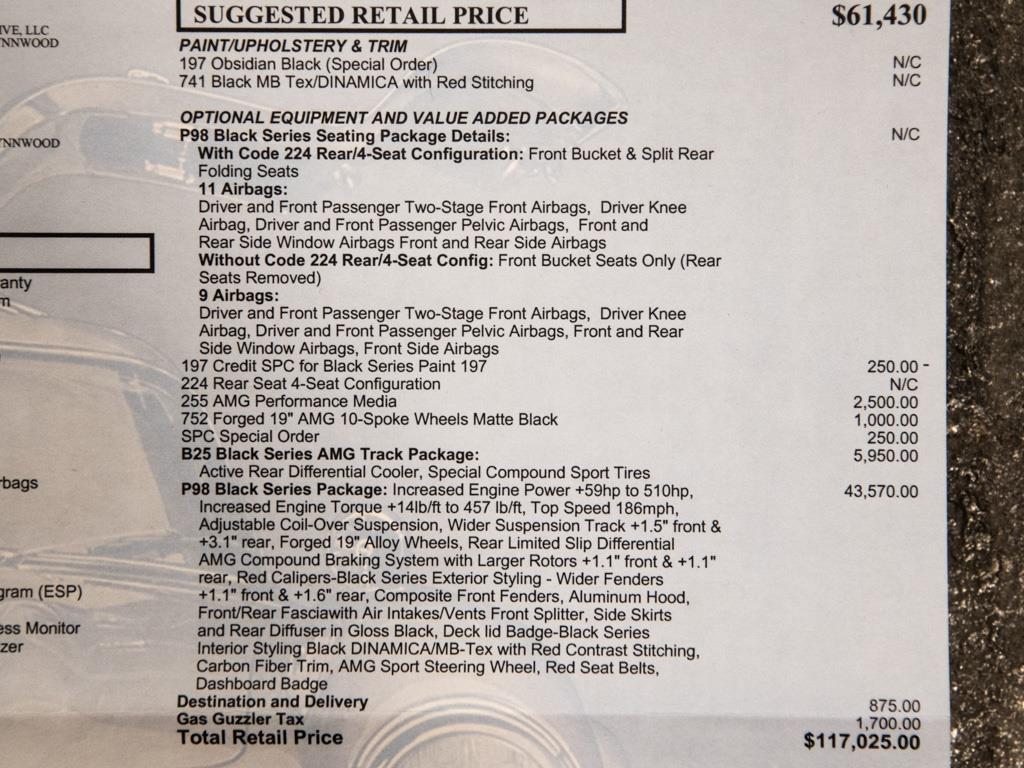 IVE, LLC
NNWOOD
SUGGESTED RETAIL PRICE $61,430
PAINT/UPHOLSTERY & TRIM
197 Obsidian Black (Special Order) N/C
741 Black MB Tex/DINAMICA with Red Stitching N/C
OPTIONAL EQUIPMENT AND VALUE ADDED PACKAGES
P98 Black Series Seating Package Details: N/C
NNWOOD
With Code 224 Rear/4-Seat Configuration: Front Bucket & Split Rear
Folding Seats
11 Airbags:
Driver and Front Passenger Two-Stage Front Airbags, Driver Knee
Airbag, Driver and Front Passenger Pelvic Airbags, Front and
Rear Side Window Airbags Front and Rear Side Airbags
Without Code 224 Rear/4-Seat Config: Front Bucket Seats Only (Rear
Seats Removed)
anty
m
9 Airbags:
Driver and Front Passenger Two-Stage Front Airbags, Driver Knee
Airbag, Driver and Front Passenger Pelvic Airbags, Front and Rear
Side Window Airbags, Front Side Airbags
197 Credit SPC for Black Series Paint 197 250.00 -
224 Rear Seat 4-Seat Configuration N/C
255 AMG Performance Media 2,500.00
752 Forged 19" AMG 10-Spoke Wheels Matte Black 1,000.00
SPC Special Order 250.00
B25 Black Series AMG Track Package: 5,950.00
Active Rear Differential Cooler, Special Compound Sport Tires
rbags
P98 Black Series Package: Increased Engine Power +59hp to 510hp, 43,570.00
Increased Engine Torque +14lb/ft to 457 lb/ft, Top Speed 186mph,
Adjustable Coil-Over Suspension, Wider Suspension Track +1.5" front &
+3.1" rear, Forged 19" Alloy Wheels, Rear Limited Slip Differential
AMG Compound Braking System with Larger Rotors +1.1" front & +1.1"
rear, Red Calipers-Black Series Exterior Styling - Wider Fenders
gram (ESP)
+1.1" front & +1.6" rear, Composite Front Fenders, Aluminum Hood,
Front/Rear Fasciawith Air Intakes/Vents Front Splitter, Side Skirts
ess Monitor
and Rear Diffuser in Gloss Black, Deck lid Badge-Black Series
zer
Interior Styling Black DINAMICA/MB-Tex with Red Contrast Stitching,
Carbon Fiber Trim, AMG Sport Steering Wheel, Red Seat Belts,
Dashboard Badge
Destination and Delivery 875.00
Gas Guzzler Tax 1,700.00
Total Retail Price $117,025.00